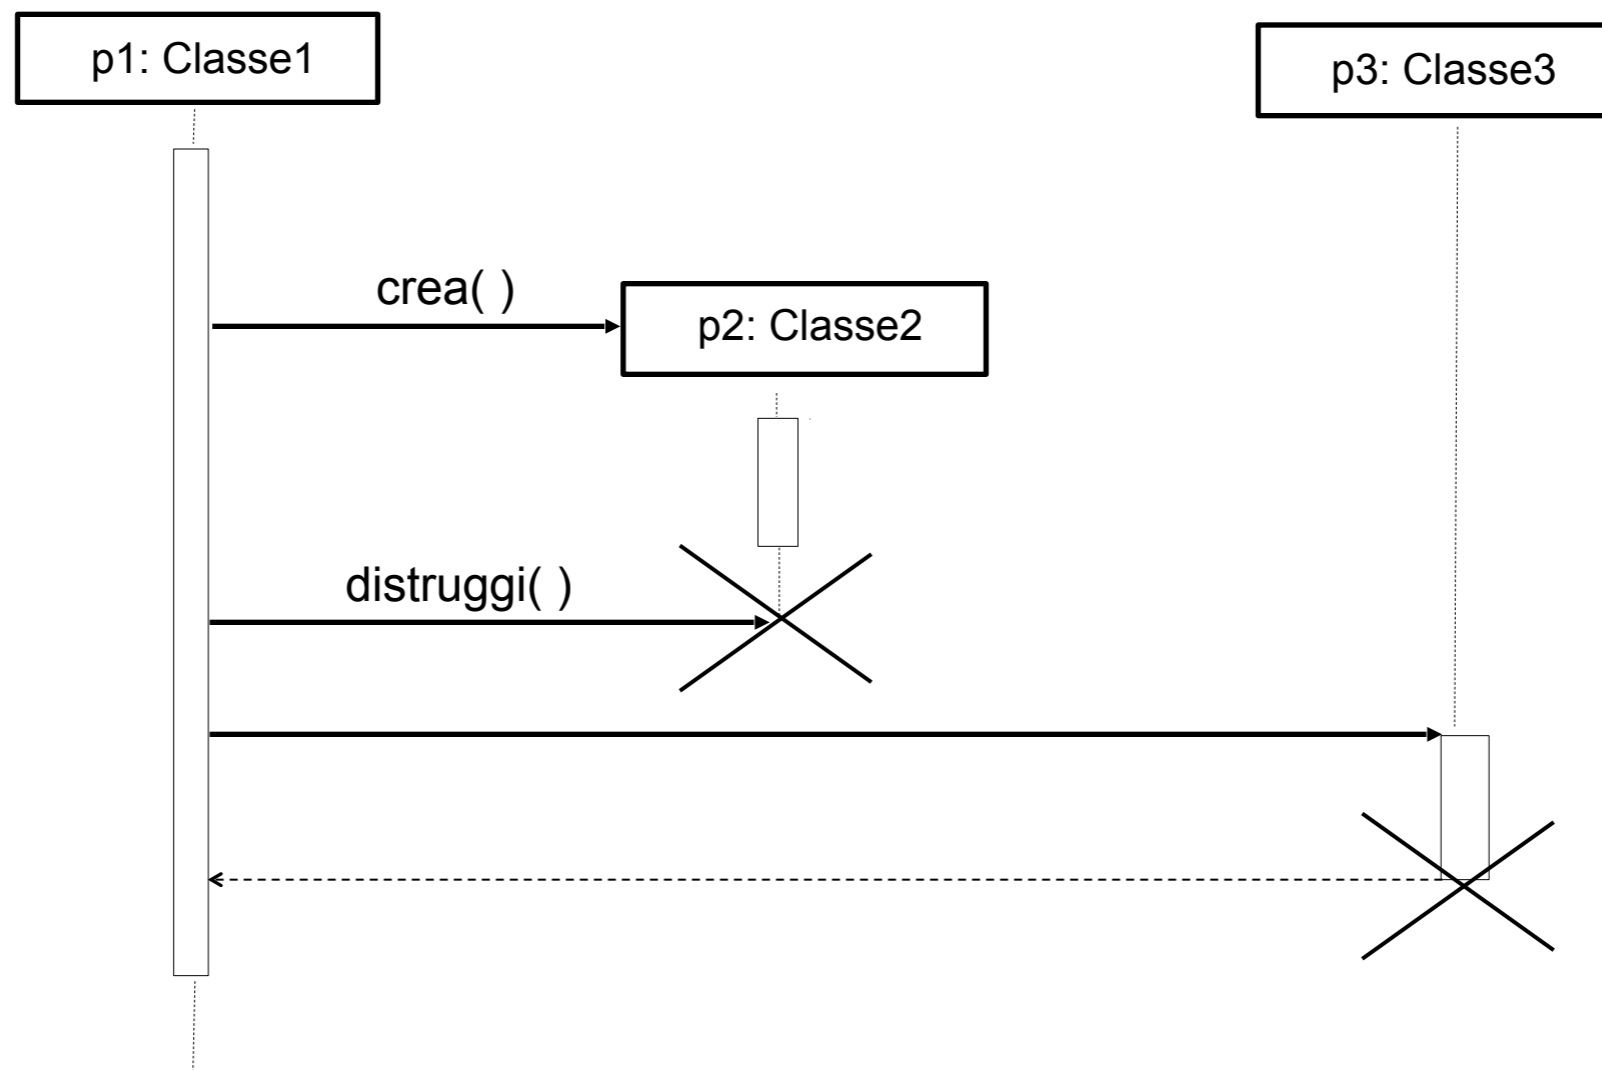 p1: Classe1
p3: Classe3
crea( )
p2: Classe2
distruggi( )